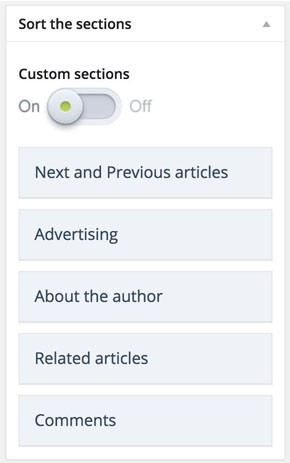 Sort the sections
Custom sections
On Off
Next and Previous articles
Advertising
About the author
Related articles
Comments